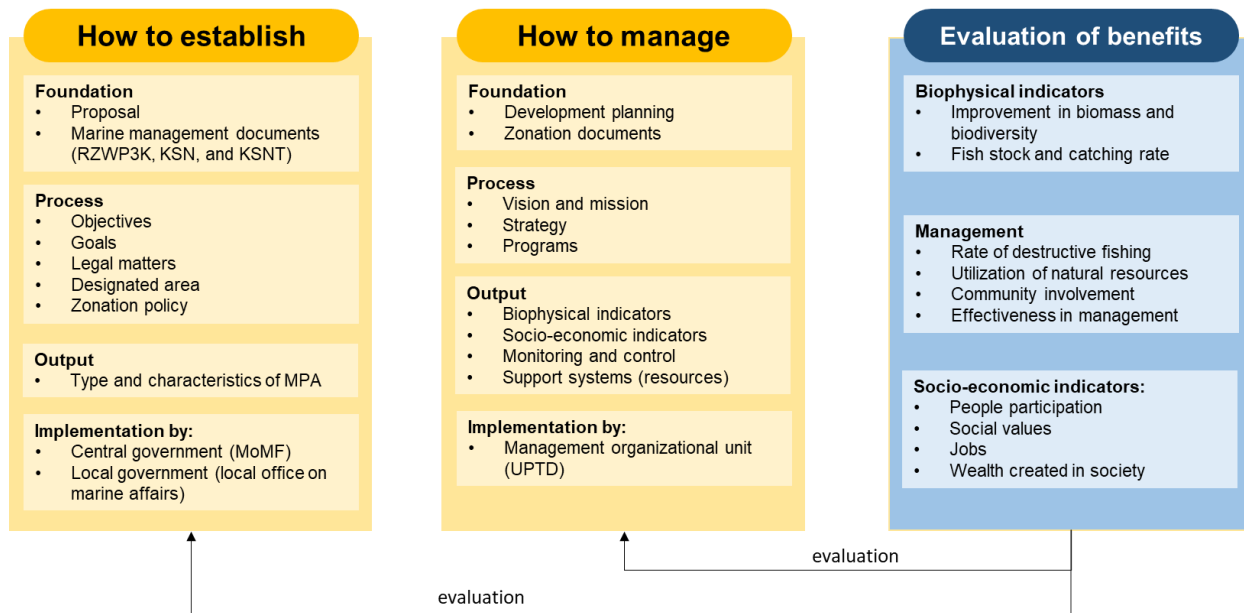 How to establish
Foundation
• Proposal
• Marine management documents
(RZWP3K, KSN, and KSNT)
Process
• Objectives
• Goals
• Legal matters
• Designated area
• Zonation policy
Output
• Type and characteristics of MPA
Implementation by:
• Central government (MoMF)
• Local government (local office on
marine affairs)
How to manage
Foundation
• Development planning
• Zonation documents
Process
• Vision and mission
• Strategy
• Programs
Output
• Biophysical indicators
• Socio-economic indicators
• Monitoring and control
• Support systems (resources)
Implementation by:
• Management organizational unit
(UPTD)
Evaluation of benefits
Biophysical indicators
• Improvement in biomass and
biodiversity
• Fish stock and catching rate
Management
• Rate of destructive fishing
• Utilization of natural resources
• Community involvement
• Effectiveness in management
Socio-economic indicators:
• People participation
• Social values
• Jobs
• Wealth created in society
evaluation
evaluation